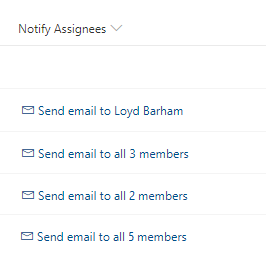 Notify Assignees
Send email to Loyd Barham
Send email to all 3 members
Send email to all 2 members
Send email to all 5 members